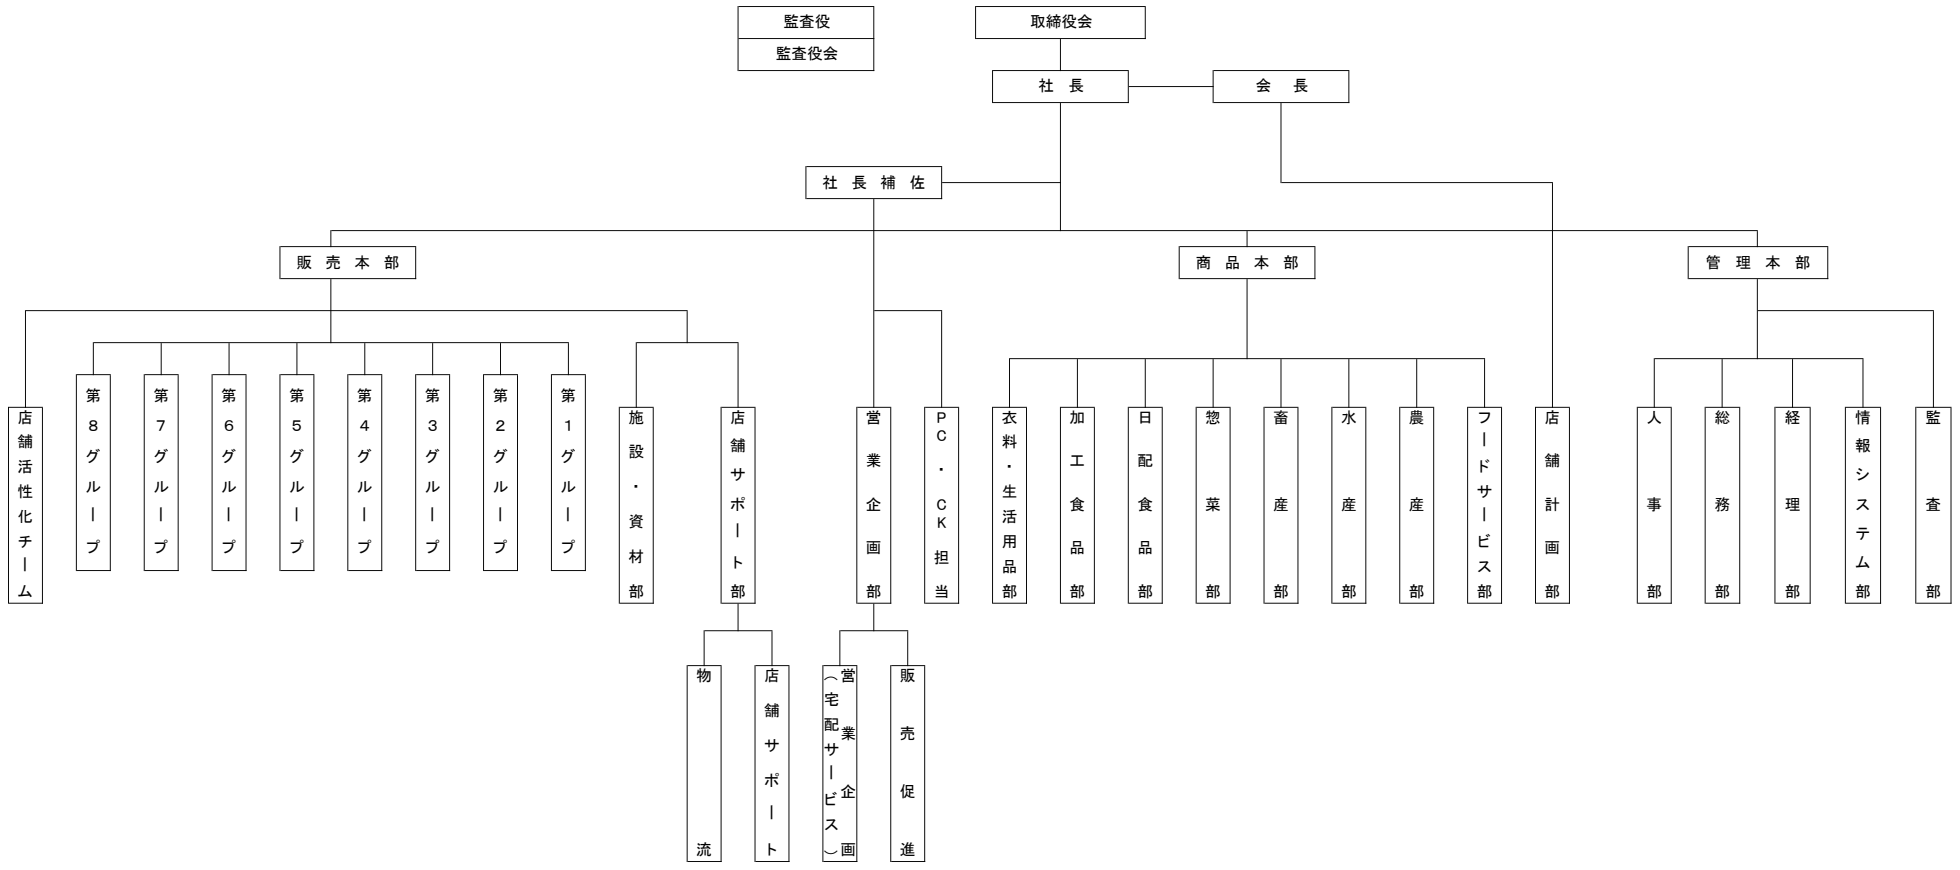 監査役
監査役会
取締役会
社　長
会　長
社　長　補　佐
販　売　本　部
商　品　本　部
管　理　本　部
店舗活性化チーム
第８グループ
第７グループ
第６グループ
第５グループ
第４グループ
第３グループ
第２グループ
第１グループ
施設・資材部
店舗サポート部
営業企画部
PC・CK担当
衣料・生活用品部
加工食品部
日配食品部
惣菜部
畜産部
水産部
農産部
フードサービス部
店舗計画部
人事部
総務部
経理部
情報システム部
監査部
物流
店舗サポート
営業企画
（宅配サービス）
販売促進